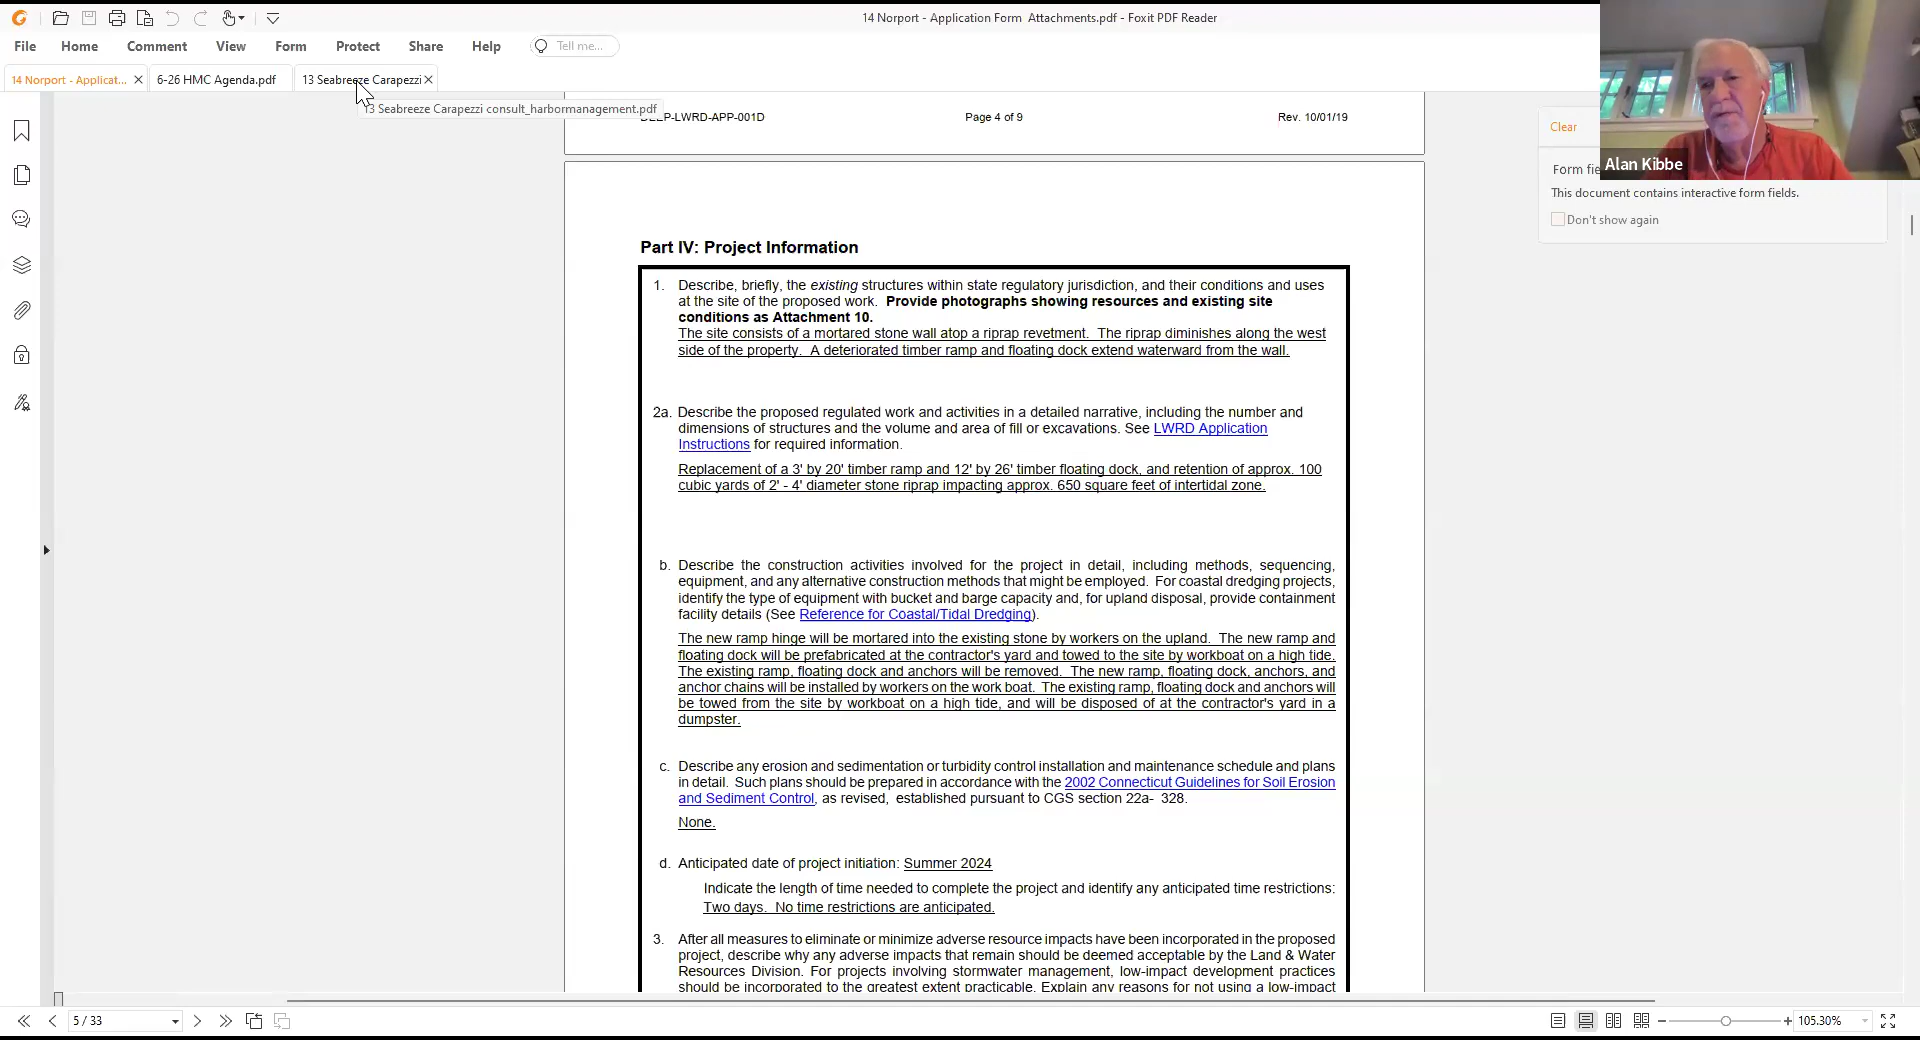 14 Norport - Application Form  Attachments.pdf - Foxit PDF Reader
File Home Comment View Form Protect Share Help Tell me...
14 Norport - Applicat... 6-26 HMC Agenda.pdf 13 Seabreeze Carapezzi
13 Seabreeze Carapezzi consult_harbormanagement.pdf
DEEP-LWRD-APP-001D Page 4 of 9 Rev. 10/01/19
Clear
Alan Kibbe
This document contains interactive form fields.
Don't show again
Part IV: Project Information
1. Describe, briefly, the existing structures within state regulatory jurisdiction, and their conditions and uses
at the site of the proposed work. Provide photographs showing resources and existing site
conditions as Attachment 10.
The site consists of a mortared stone wall atop a riprap revetment. The riprap diminishes along the west
side of the property. A deteriorated timber ramp and floating dock extend waterward from the wall.
2a. Describe the proposed regulated work and activities in a detailed narrative, including the number and
dimensions of structures and the volume and area of fill or excavations. See LWRD Application
Instructions for required information.
Replacement of a 3' by 20' timber ramp and 12' by 26' timber floating dock, and retention of approx. 100
cubic yards of 2' - 4' diameter stone riprap impacting approx. 650 square feet of intertidal zone.
b. Describe the construction activities involved for the project in detail, including methods, sequencing,
equipment, and any alternative construction methods that might be employed. For coastal dredging projects,
identify the type of equipment with bucket and barge capacity and, for upland disposal, provide containment
facility details (See Reference for Coastal/Tidal Dredging).
The new ramp hinge will be mortared into the existing stone by workers on the upland. The new ramp and
floating dock will be prefabricated at the contractor's yard and towed to the site by workboat on a high tide.
The existing ramp, floating dock and anchors will be removed. The new ramp, floating dock, anchors, and
anchor chains will be installed by workers on the work boat. The existing ramp, floating dock and anchors will
be towed from the site by workboat on a high tide, and will be disposed of at the contractor's yard in a
dumpster.
c. Describe any erosion and sedimentation or turbidity control installation and maintenance schedule and plans
in detail. Such plans should be prepared in accordance with the 2002 Connecticut Guidelines for Soil Erosion
and Sediment Control, as revised, established pursuant to CGS section 22a- 328.
None.
d. Anticipated date of project initiation: Summer 2024
Indicate the length of time needed to complete the project and identify any anticipated time restrictions:
Two days. No time restrictions are anticipated.
3. After all measures to eliminate or minimize adverse resource impacts have been incorporated in the proposed
project, describe why any adverse impacts that remain should be deemed acceptable by the Land & Water
Resources Division. For projects involving stormwater management, low-impact development practices
should be incorporated to the greatest extent practicable. Explain any reasons for not using a low-impact
5 / 33
105.30%